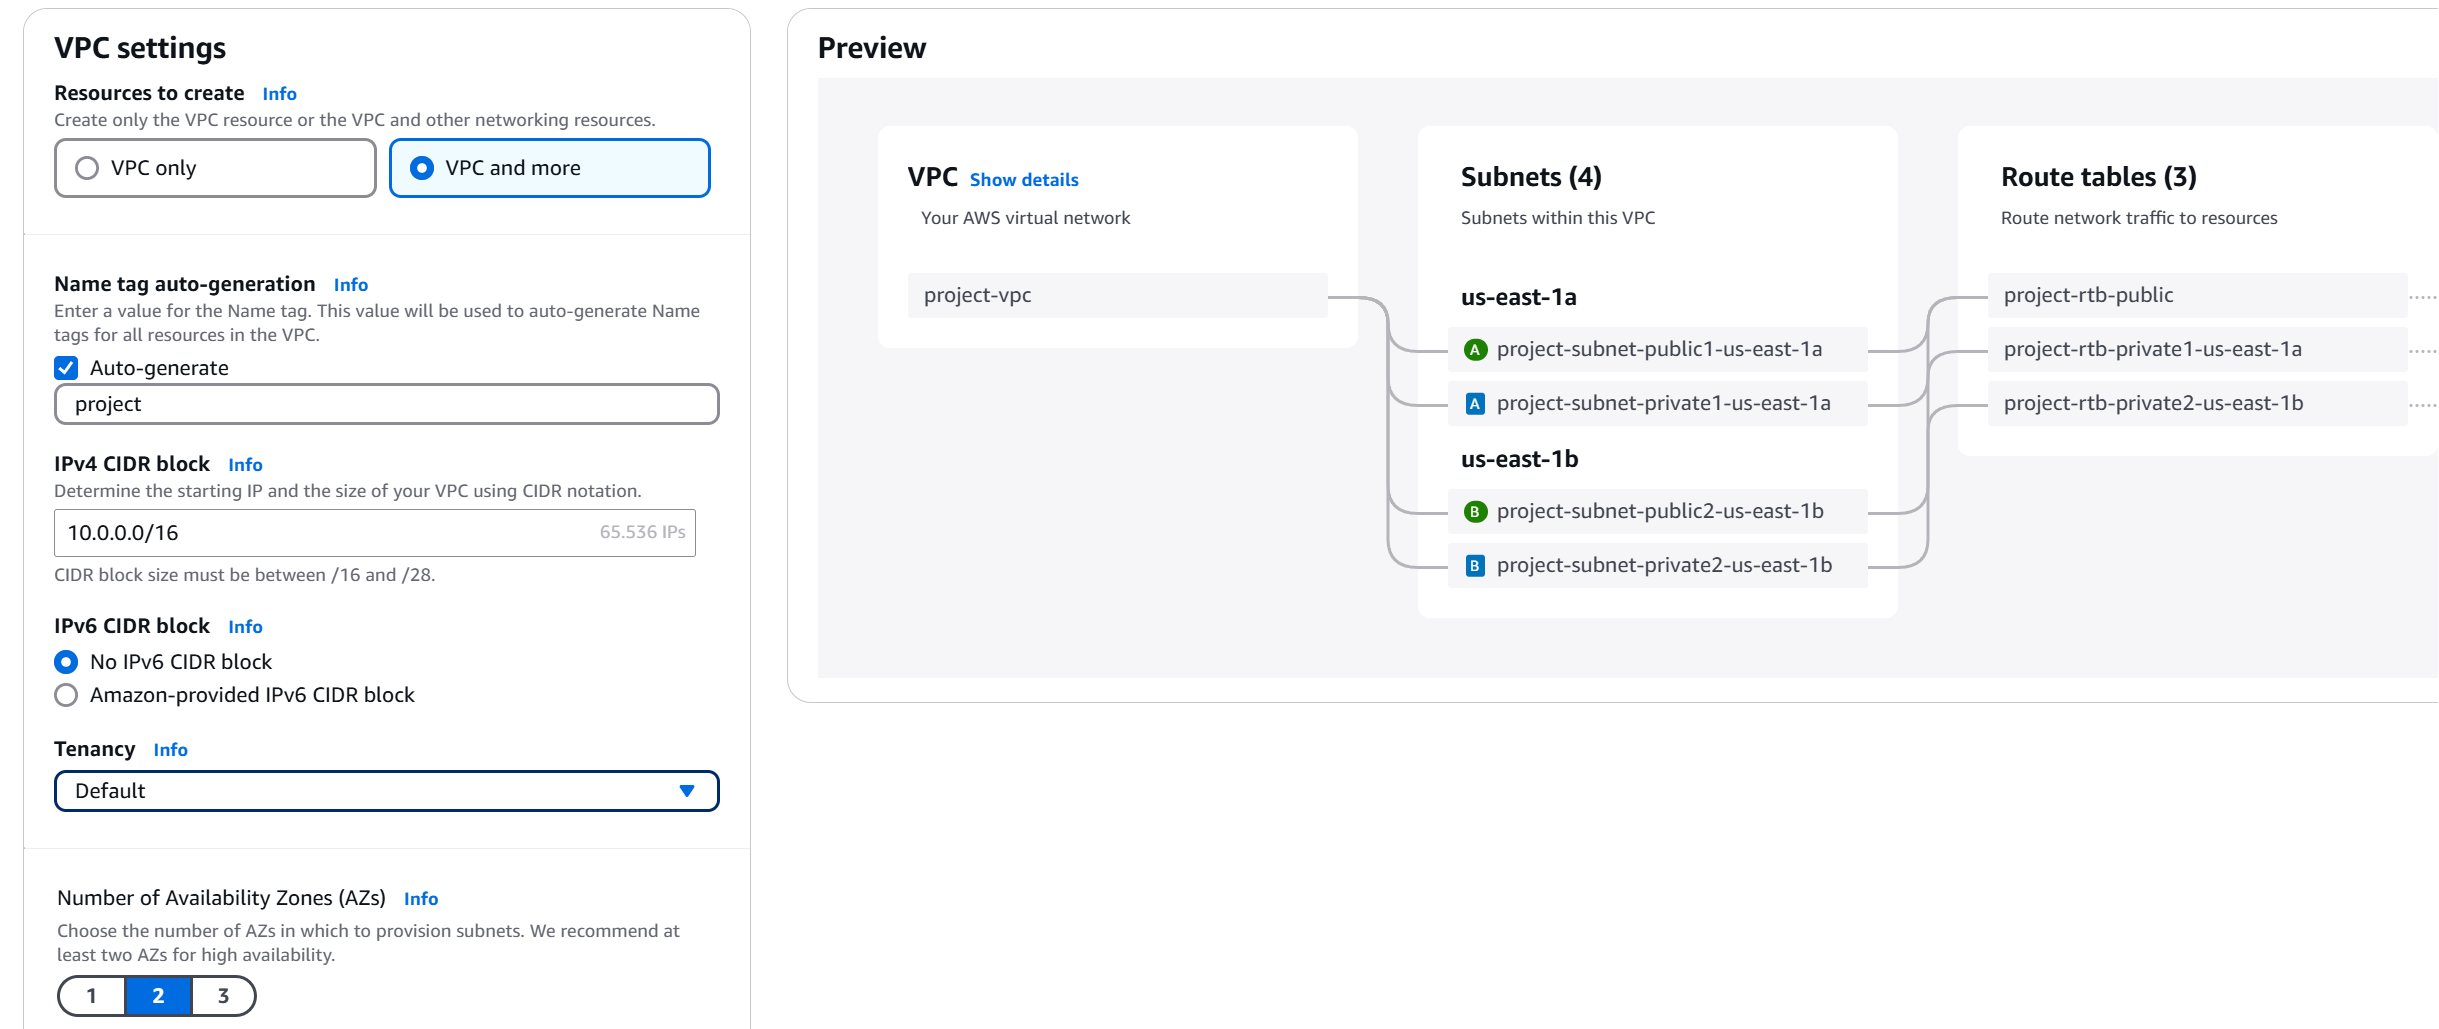 VPC settings
Resources to create Info
Create only the VPC resource or the VPC and other networking resources.
VPC only
VPC and more
Name tag auto-generation Info
Enter a value for the Name tag. This value will be used to auto-generate Name
tags for all resources in the VPC.
Auto-generate
project
IPv4 CIDR block Info
Determine the starting IP and the size of your VPC using CIDR notation.
10.0.0.0/16 65.536 IPs
CIDR block size must be between /16 and /28.
IPv6 CIDR block Info
No IPv6 CIDR block
Amazon-provided IPv6 CIDR block
Tenancy Info
Default
Number of Availability Zones (AZs) Info
Choose the number of AZs in which to provision subnets. We recommend at
least two AZs for high availability.
1 2 3
Preview
VPC Show details
Your AWS virtual network
project-vpc
Subnets (4)
Subnets within this VPC
us-east-1a
A project-subnet-public1-us-east-1a
A project-subnet-private1-us-east-1a
us-east-1b
B project-subnet-public2-us-east-1b
B project-subnet-private2-us-east-1b
Route tables (3)
Route network traffic to resources
project-rtb-public
project-rtb-private1-us-east-1a
project-rtb-private2-us-east-1b